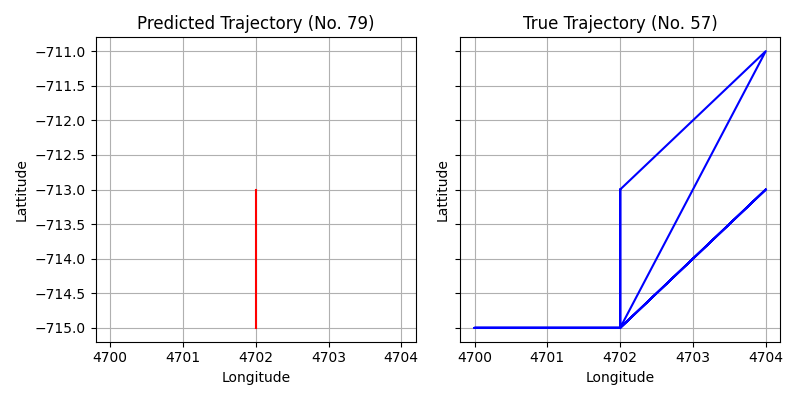 Predicted Trajectory (No. 79)
True Trajectory (No. 57)
Lattitude
−711.0
−711.5
−712.0
−712.5
−713.0
−713.5
−714.0
−714.5
−715.0
4700 4701 4702 4703 4704
Longitude
Lattitude
4700 4701 4702 4703 4704
Longitude